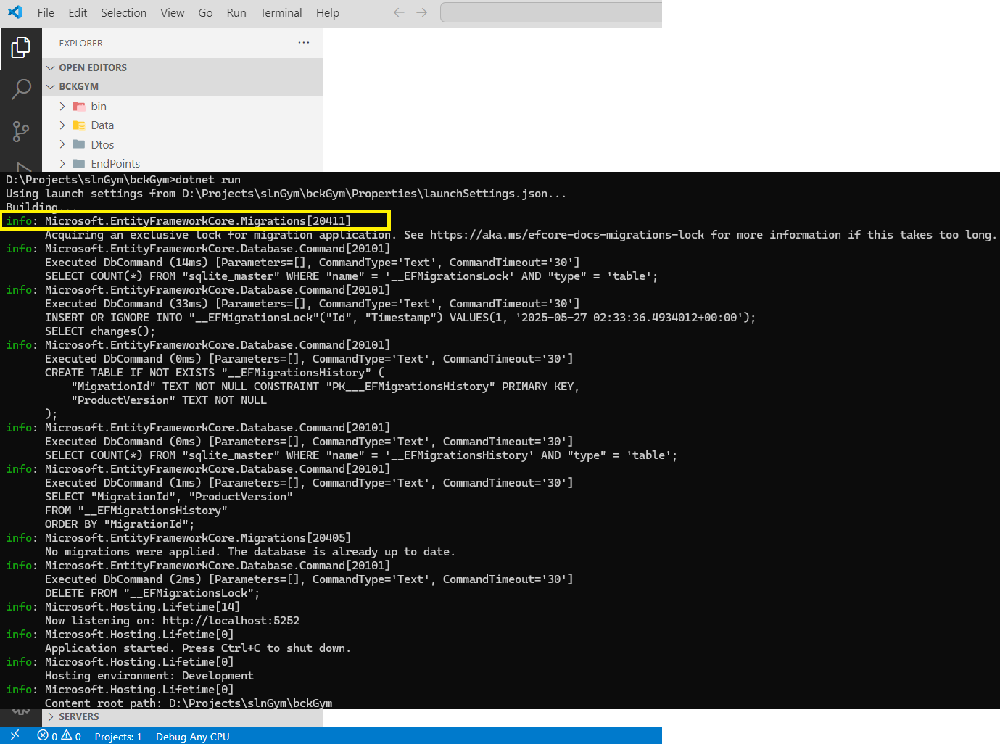 File Edit Selection View Go Run Terminal Help
EXPLORER ...
OPEN EDITORS
BCKGYM
bin
Data
Dtos
EndPoints
D:\Projects\slnGym\bckGym>dotnet run
Using launch settings from D:\Projects\slnGym\bckGym\Properties\launchSettings.json...
Building...
info: Microsoft.EntityFrameworkCore.Migrations[20411]
      Acquiring an exclusive lock for migration application. See https://aka.ms/efcore-docs-migrations-lock for more information if this takes too long.
info: Microsoft.EntityFrameworkCore.Database.Command[20101]
      Executed DbCommand (14ms) [Parameters=[], CommandType='Text', CommandTimeout='30']
      SELECT COUNT(*) FROM "sqlite_master" WHERE "name" = '__EFMigrationsLock' AND "type" = 'table';
info: Microsoft.EntityFrameworkCore.Database.Command[20101]
      Executed DbCommand (33ms) [Parameters=[], CommandType='Text', CommandTimeout='30']
      INSERT OR IGNORE INTO "__EFMigrationsLock"("Id", "Timestamp") VALUES(1, '2025-05-27 02:33:36.4934012+00:00');
      SELECT changes();
info: Microsoft.EntityFrameworkCore.Database.Command[20101]
      Executed DbCommand (0ms) [Parameters=[], CommandType='Text', CommandTimeout='30']
      CREATE TABLE IF NOT EXISTS "__EFMigrationsHistory" (
          "MigrationId" TEXT NOT NULL CONSTRAINT "PK___EFMigrationsHistory" PRIMARY KEY,
          "ProductVersion" TEXT NOT NULL
      );
info: Microsoft.EntityFrameworkCore.Database.Command[20101]
      Executed DbCommand (0ms) [Parameters=[], CommandType='Text', CommandTimeout='30']
      SELECT COUNT(*) FROM "sqlite_master" WHERE "name" = '__EFMigrationsHistory' AND "type" = 'table';
info: Microsoft.EntityFrameworkCore.Database.Command[20101]
      Executed DbCommand (1ms) [Parameters=[], CommandType='Text', CommandTimeout='30']
      SELECT "MigrationId", "ProductVersion"
      FROM "__EFMigrationsHistory"
      ORDER BY "MigrationId";
info: Microsoft.EntityFrameworkCore.Migrations[20405]
      No migrations were applied. The database is already up to date.
info: Microsoft.EntityFrameworkCore.Database.Command[20101]
      Executed DbCommand (2ms) [Parameters=[], CommandType='Text', CommandTimeout='30']
      DELETE FROM "__EFMigrationsLock";
info: Microsoft.Hosting.Lifetime[14]
      Now listening on: http://localhost:5252
info: Microsoft.Hosting.Lifetime[0]
      Application started. Press Ctrl+C to shut down.
info: Microsoft.Hosting.Lifetime[0]
      Hosting environment: Development
info: Microsoft.Hosting.Lifetime[0]
      Content root path: D:\Projects\slnGym\bckGym
SERVERS
0 0 Projects: 1 Debug Any CPU